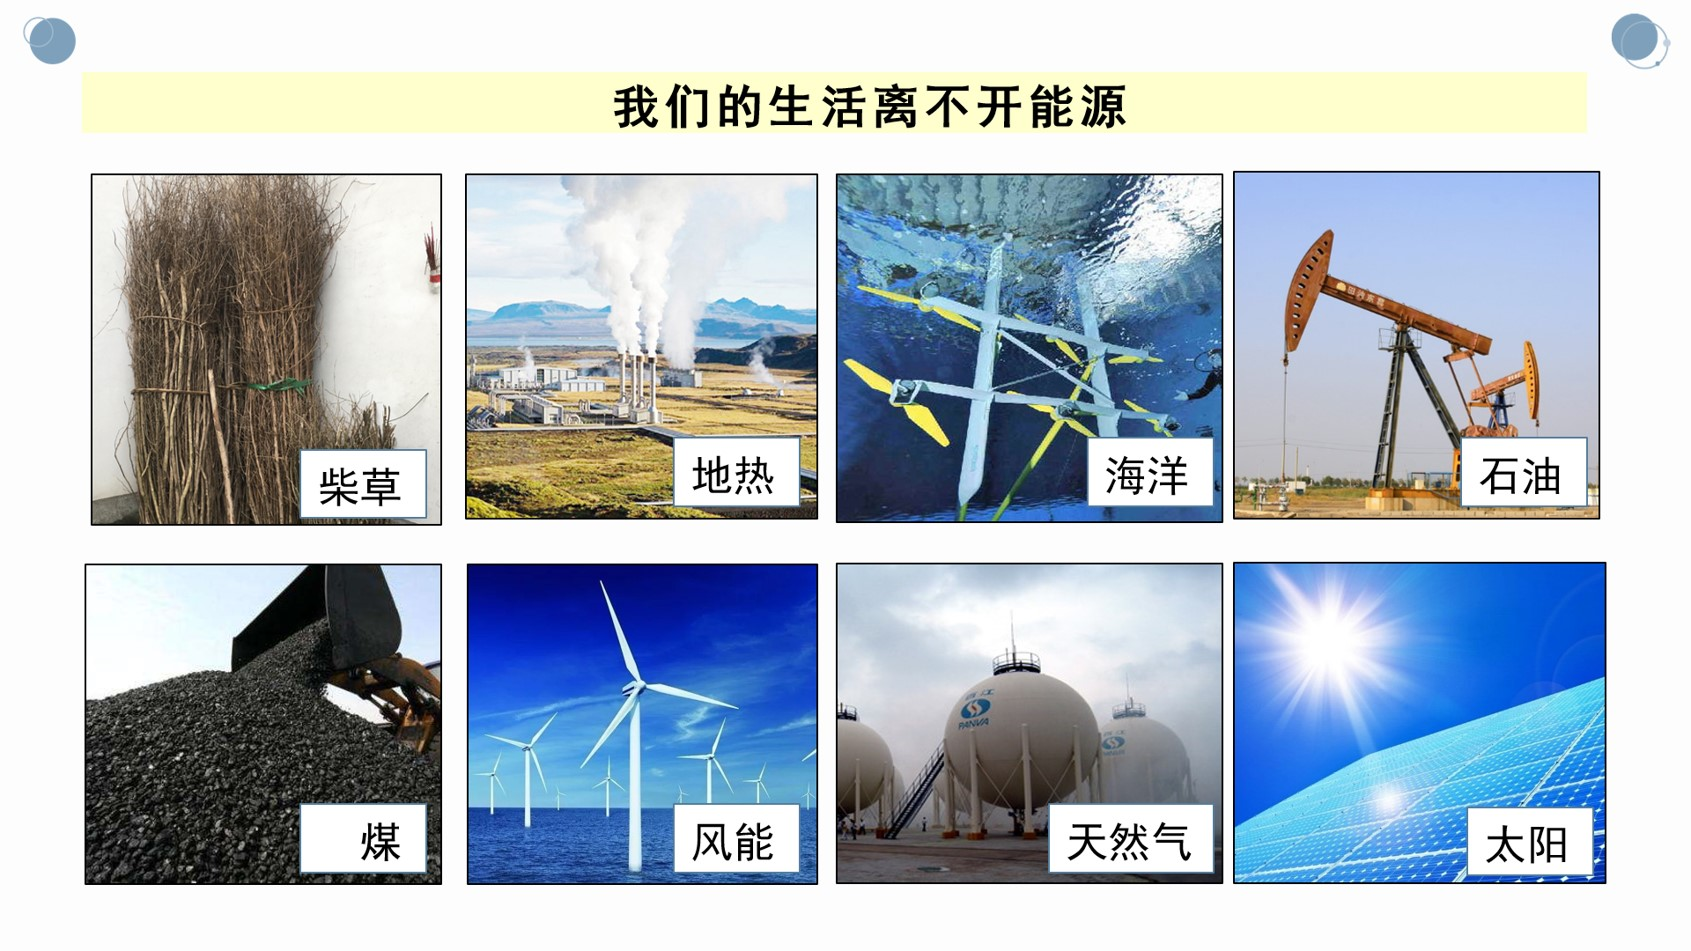 我们的生活离不开能源
柴草
地热
海洋
石油
煤
风能
天然气
太阳
PANVA